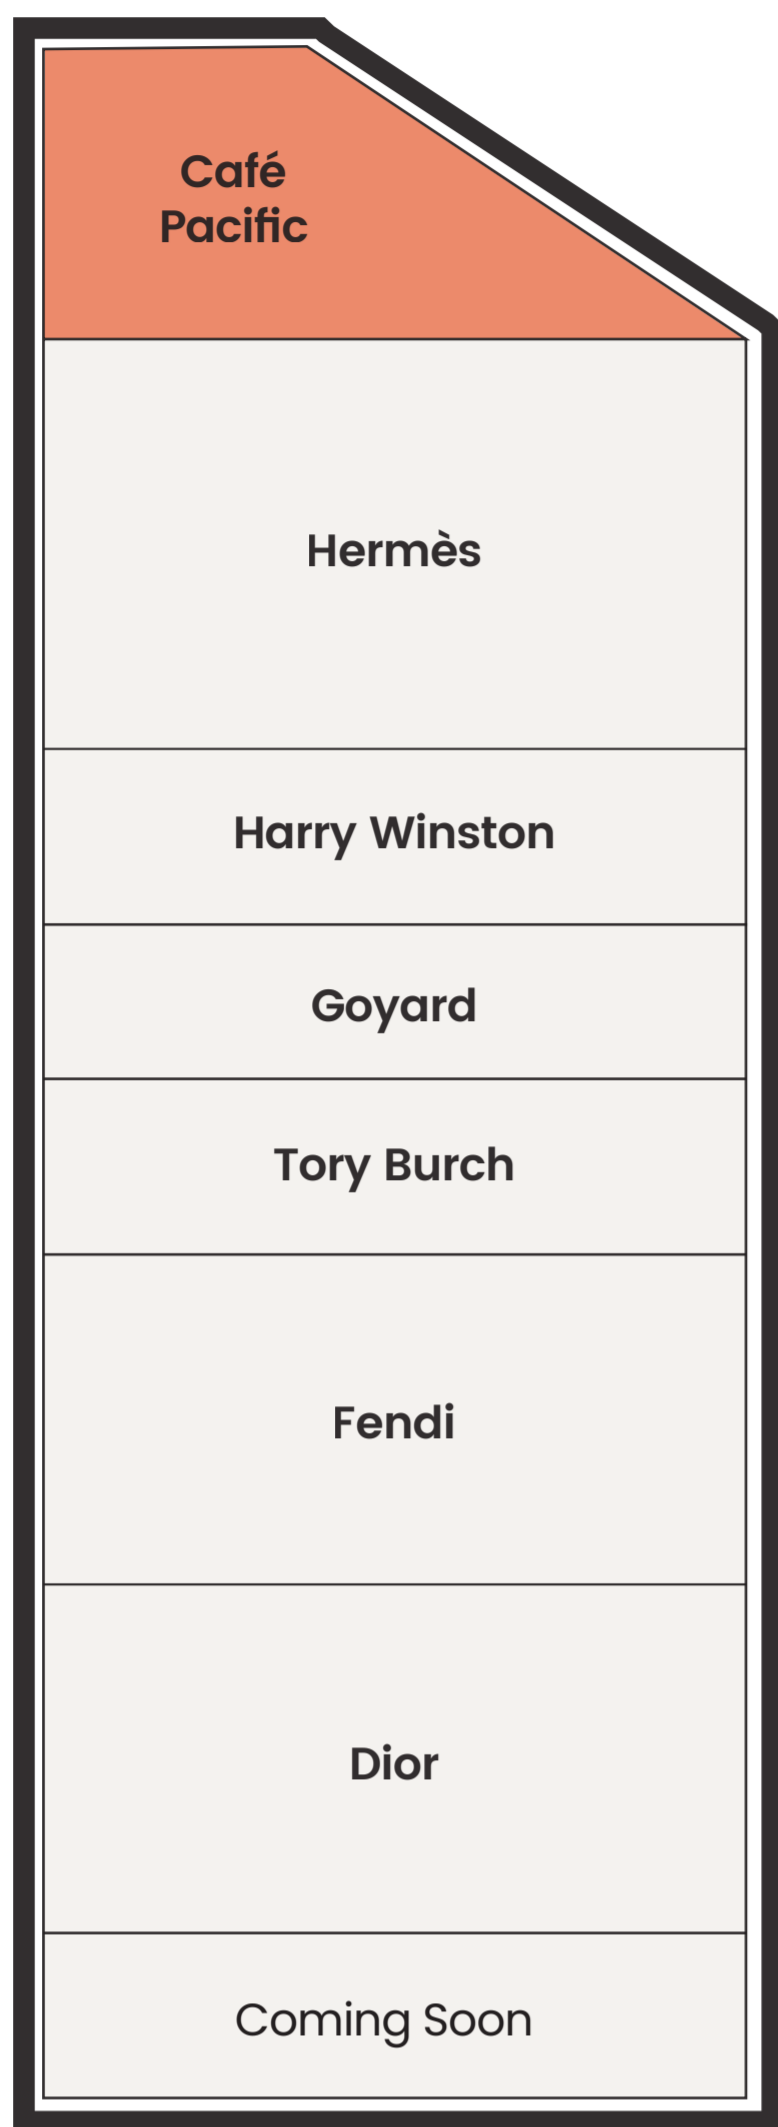 Café
Pacific
Hermès
Harry Winston
Goyard
Tory Burch
Fendi
Dior
Coming Soon